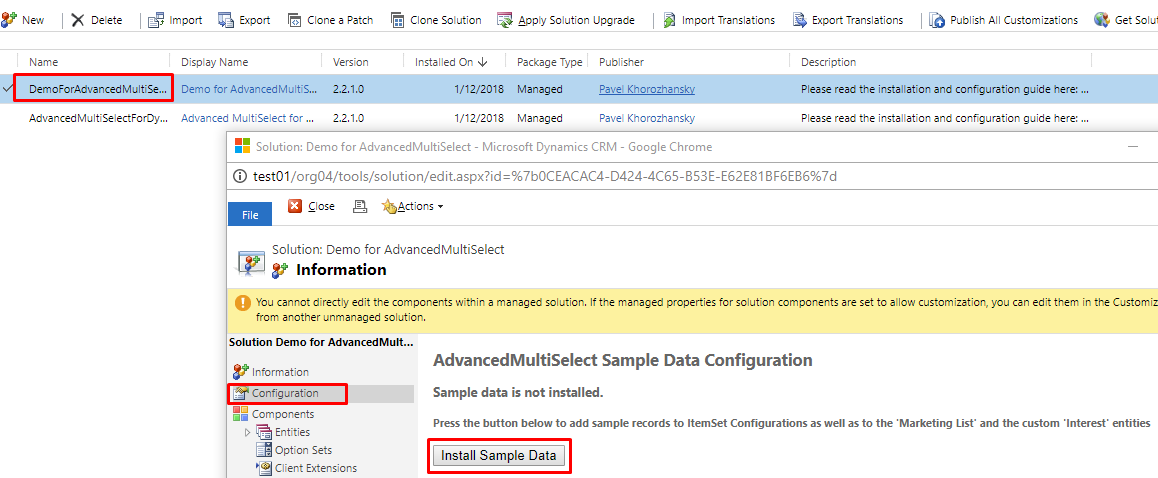 New Delete Import Export Clone a Patch Clone Solution Apply Solution Upgrade Import Translations Export Translations Publish All Customizations Get Solu
Name Display Name Version Installed On Package Type Publisher Description
DemoForAdvancedMultiSe... Demo for AdvancedMultiS... 2.2.1.0 1/12/2018 Managed Pavel Khorozhansky Please read the installation and configuration guide here: ...
AdvancedMultiSelectForDy... Advanced MultiSelect for ... 2.2.1.0 1/12/2018 Managed Pavel Khorozhansky Please read the installation and configuration guide here: ...
Solution: Demo for AdvancedMultiSelect - Microsoft Dynamics CRM - Google Chrome
test01/org04/tools/solution/edit.aspx?id=%7b0CEACAC4-D424-4C65-B53E-E62E81BF6EB6%7d
File Close Actions
Solution: Demo for AdvancedMultiSelect
Information
You cannot directly edit the components within a managed solution. If the managed properties for solution components are set to allow customization, you can edit them in the Customiz
from another unmanaged solution.
Solution Demo for AdvancedMult...
Information
Configuration
Components
Entities
Option Sets
Client Extensions
AdvancedMultiSelect Sample Data Configuration
Sample data is not installed.
Press the button below to add sample records to ItemSet Configurations as well as to the 'Marketing List' and the custom 'Interest' entities
Install Sample Data